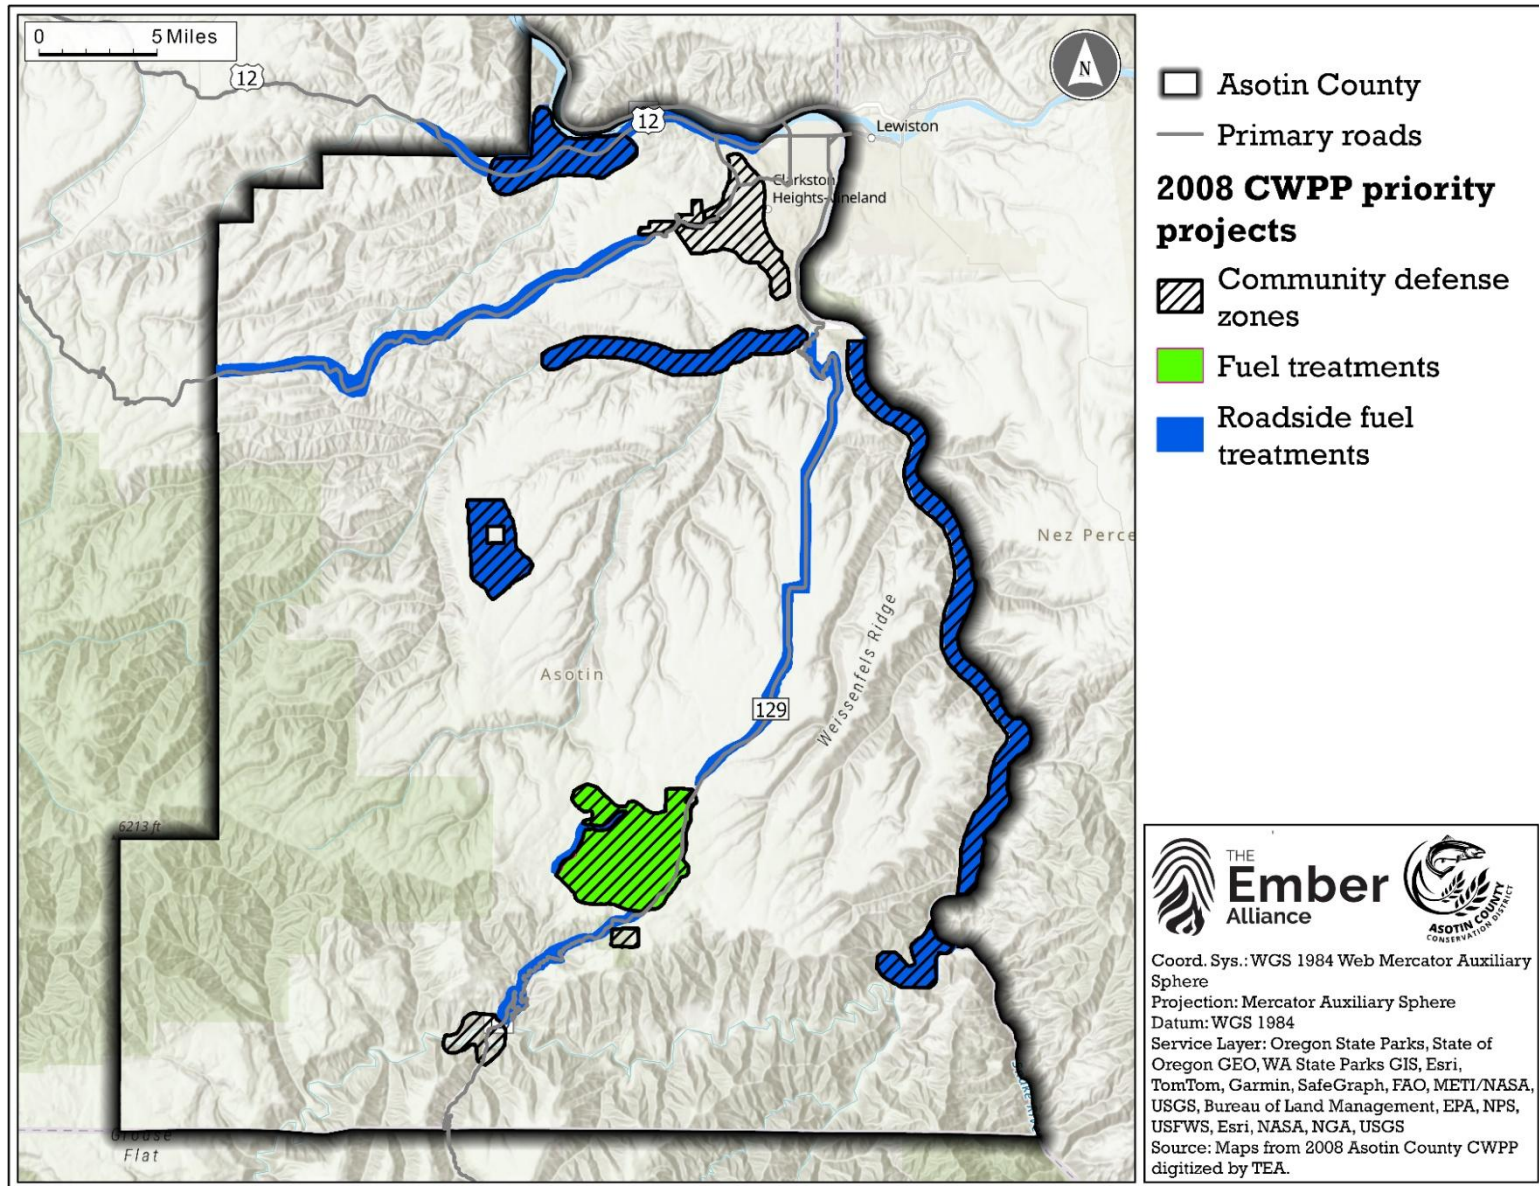 0 5 Miles
12
N
12
Lewiston
Clarkston
Heights-Vineland
Nez Perce
Asotin
Weissenfels Ridge
129
6213 ft
Grouse
Flat
Asotin County
Primary roads
2008 CWPP priority
projects
Community defense
zones
Fuel treatments
Roadside fuel
treatments
THE
Ember
Alliance
ASOTIN COUNTY
CONSERVATION DISTRICT
Coord. Sys.: WGS 1984 Web Mercator Auxiliary
Sphere
Projection: Mercator Auxiliary Sphere
Datum: WGS 1984
Service Layer: Oregon State Parks, State of
Oregon GEO, WA State Parks GIS, Esri,
TomTom, Garmin, SafeGraph, FAO, METI/NASA,
USGS, Bureau of Land Management, EPA, NPS,
USFWS, Esri, NASA, NGA, USGS
Source: Maps from 2008 Asotin County CWPP
digitized by TEA.